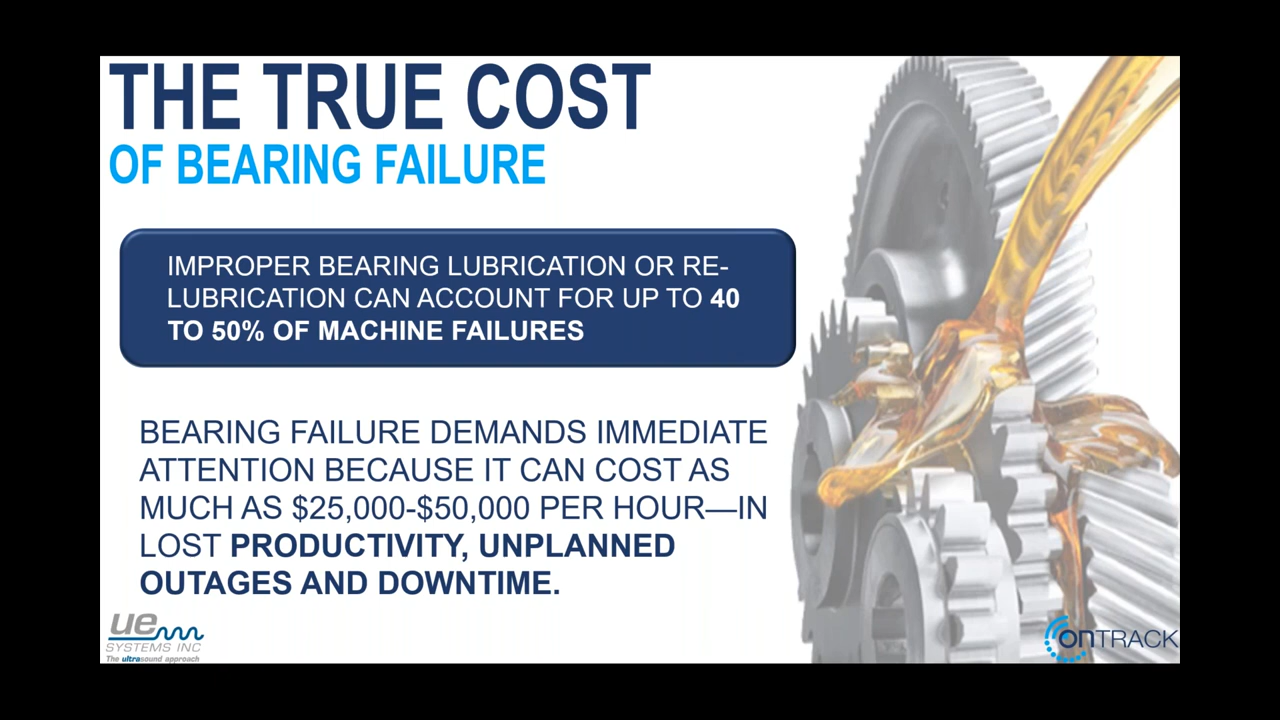 THE TRUE COST
OF BEARING FAILURE
IMPROPER BEARING LUBRICATION OR RE-
LUBRICATION CAN ACCOUNT FOR UP TO 40
TO 50% OF MACHINE FAILURES
BEARING FAILURE DEMANDS IMMEDIATE
ATTENTION BECAUSE IT CAN COST AS
MUCH AS $25,000-$50,000 PER HOUR—IN
LOST PRODUCTIVITY, UNPLANNED
OUTAGES AND DOWNTIME.
ue
SYSTEMS INC
The ultrasound approach
onTRACK